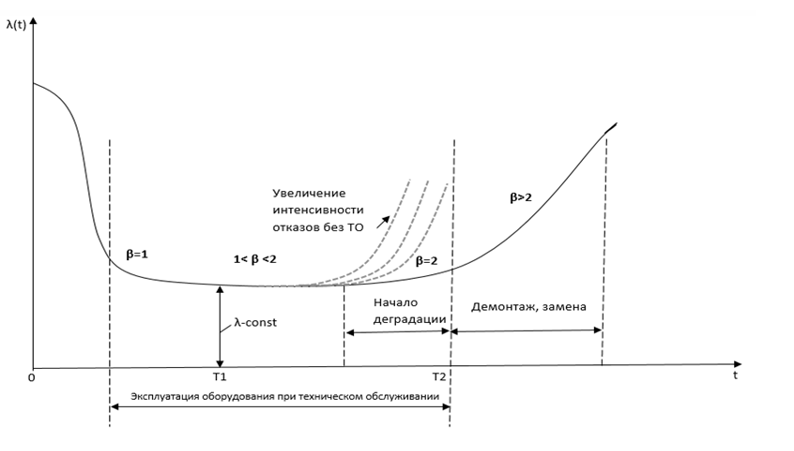 λ(t)
Увеличение
интенсивности
отказов без ТО
β>2
β=1
1< β <2
β=2
Начало
деградации
Демонтаж, замена
λ-const
0
T1
T2
t
Эксплуатация оборудования при техническом обслуживании